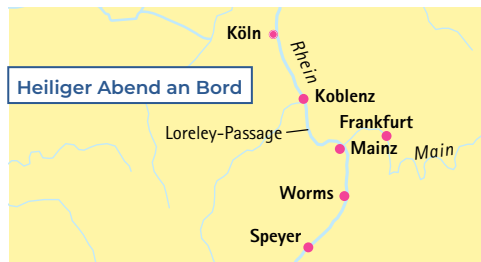 Köln
Rhein
Heiliger Abend an Bord
Koblenz
Frankfurt
Loreley-Passage
Mainz
Main
Worms
Speyer